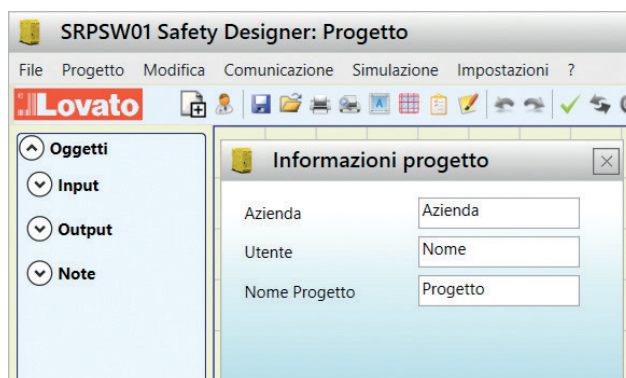 SRPSW01 Safety Designer: Progetto
File Progetto Modifica Comunicazione Simulazione Impostazioni ?
Lovato
Oggetti
Input
Output
Note
Informazioni progetto
Azienda Azienda
Utente Nome
Nome Progetto Progetto